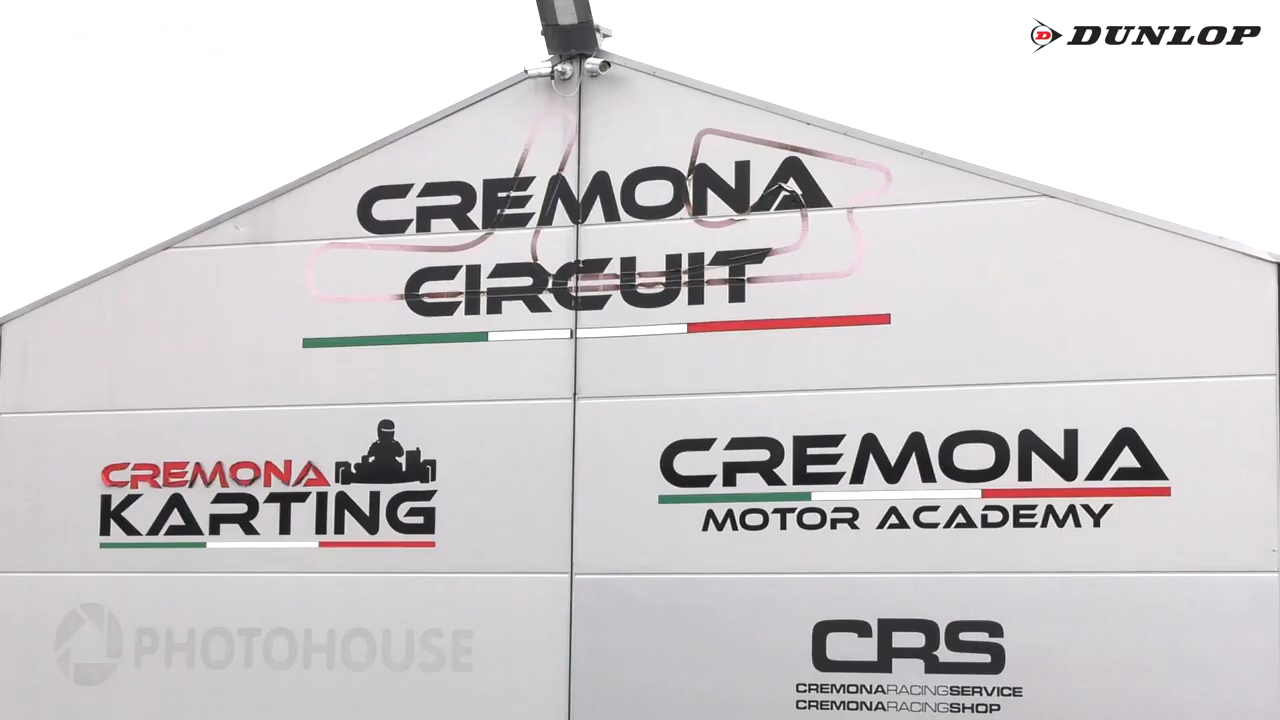 DUNLOP
CREMONA
CIRCUIT
CREMONA
KARTING
CREMONA
MOTOR ACADEMY
PHOTOHOUSE
CRS
CREMONARACINGSERVICE
CREMONARACINGSHOP